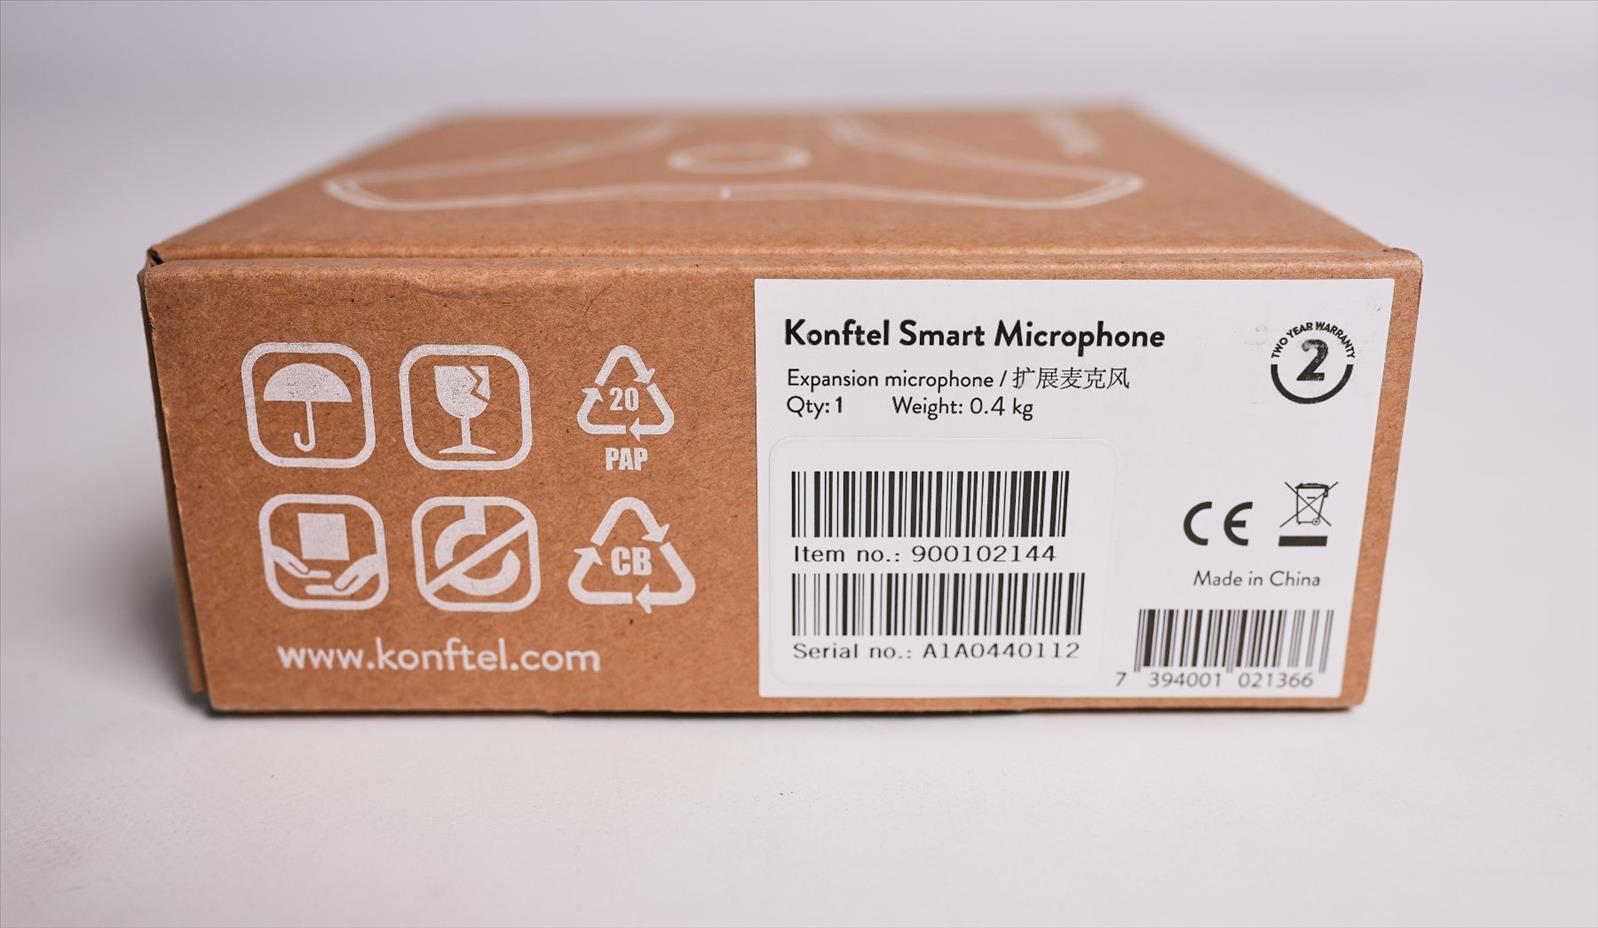 20
PAP
CB
www.konftel.com
Konftel Smart Microphone
Expansion microphone / 扩展麦克风
Qty: 1 Weight: 0.4 kg
TWO YEAR WARRANTY
2
Item no.: 900102144
Serial no.: A1A0440112
CE
Made in China
7 394001 021366